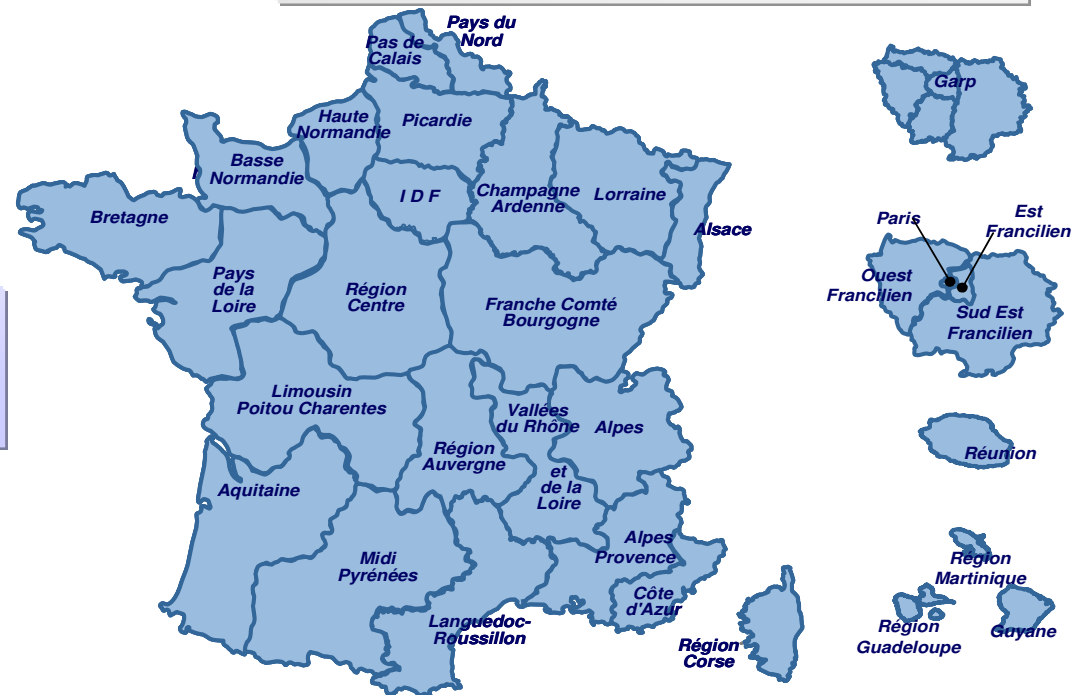 Pays du
Nord
Pas de
Calais
Haute
Normandie
Picardie
Basse
Normandie
I D F
Champagne
Ardenne
Lorraine
Alsace
Bretagne
Pays
de la
Loire
Région
Centre
Franche Comté
Bourgogne
Limousin
Poitou Charentes
Vallées
du Rhône
Alpes
Région
Auvergne
et
de la
Loire
Aquitaine
Midi
Pyrénées
Alpes
Provence
Côte
d'Azur
Languedoc-
Roussillon
Région
Corse
Garp
Paris
Est
Francilien
Ouest
Francilien
Sud Est
Francilien
Réunion
Région
Martinique
Région
Guadeloupe
Guyane